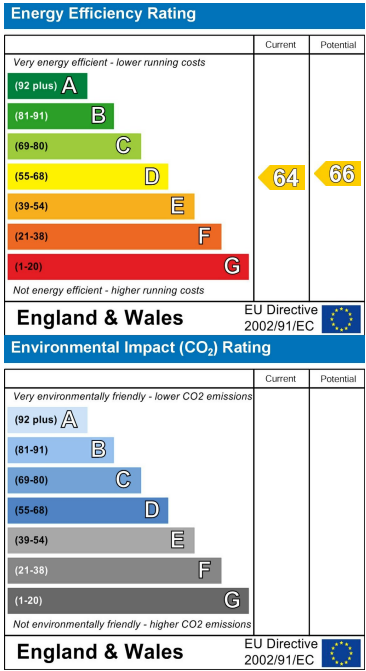 Energy Efficiency Rating
Current Potential
Very energy efficient - lower running costs
(92 plus) A
(81-91) B
(69-80) C
(55-68) D 64 66
(39-54) E
(21-38) F
(1-20) G
Not energy efficient - higher running costs
England & Wales EU Directive 2002/91/EC
Environmental Impact (CO₂) Rating
Current Potential
Very environmentally friendly - lower CO2 emissions
(92 plus) A
(81-91) B
(69-80) C
(55-68) D
(39-54) E
(21-38) F
(1-20) G
Not environmentally friendly - higher CO2 emissions
England & Wales EU Directive 2002/91/EC